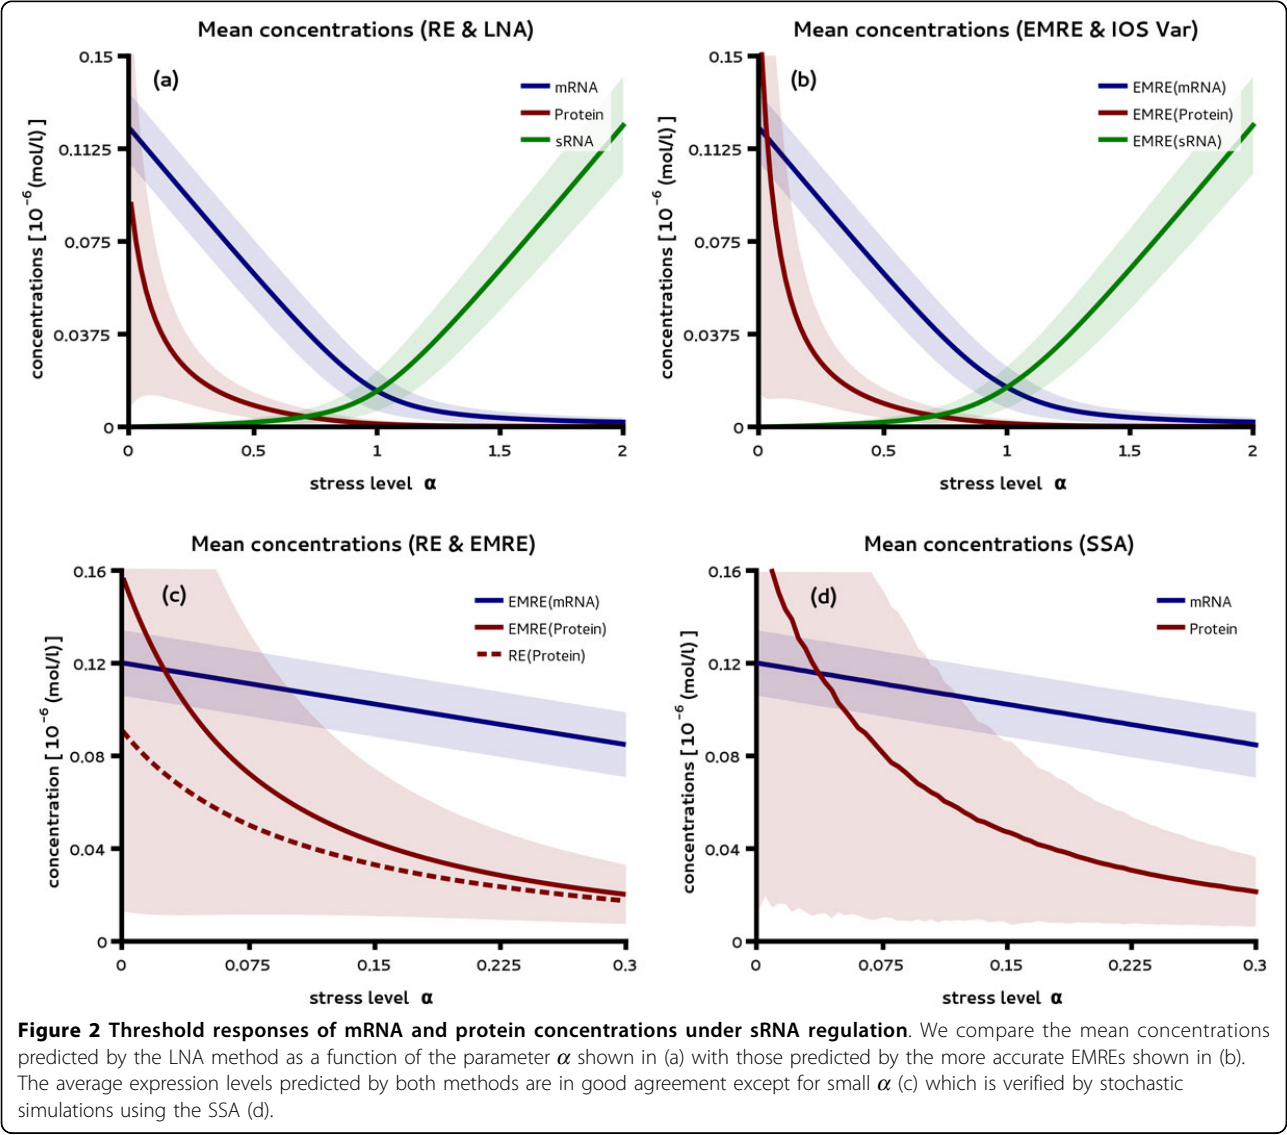 Mean concentrations (RE & LNA)
(a)
mRNA
Protein
sRNA
concentrations [ 10⁻⁶ (mol/l) ]
0.15
0.1125
0.075
0.0375
0
0 0.5 1 1.5 2
stress level α
Mean concentrations (EMRE & IOS Var)
(b)
EMRE(mRNA)
EMRE(Protein)
EMRE(sRNA)
concentrations [ 10⁻⁶ (mol/l) ]
0.15
0.1125
0.075
0.0375
0
0 0.5 1 1.5 2
stress level α
Mean concentrations (RE & EMRE)
(c)
EMRE(mRNA)
EMRE(Protein)
RE(Protein)
concentration [ 10⁻⁶ (mol/l) ]
0.16
0.12
0.08
0.04
0
0 0.075 0.15 0.225 0.3
stress level α
Mean concentrations (SSA)
(d)
mRNA
Protein
concentrations [ 10⁻⁶ (mol/l) ]
0.16
0.12
0.08
0.04
0
0 0.075 0.15 0.225 0.3
stress level α
Figure 2 Threshold responses of mRNA and protein concentrations under sRNA regulation. We compare the mean concentrations
predicted by the LNA method as a function of the parameter α shown in (a) with those predicted by the more accurate EMREs shown in (b).
The average expression levels predicted by both methods are in good agreement except for small α (c) which is verified by stochastic
simulations using the SSA (d).